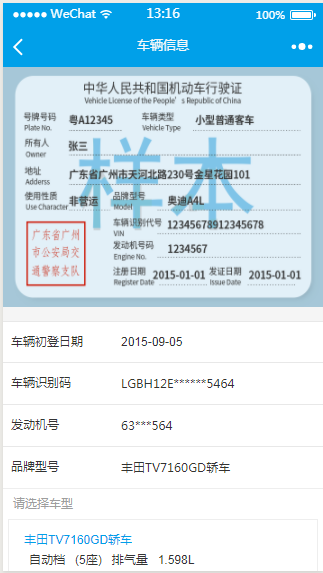 WeChat
13:16
100%
车辆信息
中华人民共和国机动车行驶证
Vehicle License of the People's Republic of China
号牌号码 粤A12345 车辆类型 小型普通客车
Plate No. Vehicle Type
所有人 张三
Owner
地址 广东省广州市天河北路230号金星花园101
Adderss
使用性质 非营运 品牌型号 奥迪A4L
Use Character Model
样本
车辆识别代号 12345678912345678
VIN
广东省广州
市公安局交
通警察支队
发动机号码 1234567
Engine No.
注册日期 2015-01-01 发证日期 2015-01-01
Register Date Issue Date
车辆初登日期 2015-09-05
车辆识别码 LGBH12E******5464
发动机号 63***564
品牌型号 丰田TV7160GD轿车
请选择车型
丰田TV7160GD轿车
自动档 (5座) 排气量 1.598L